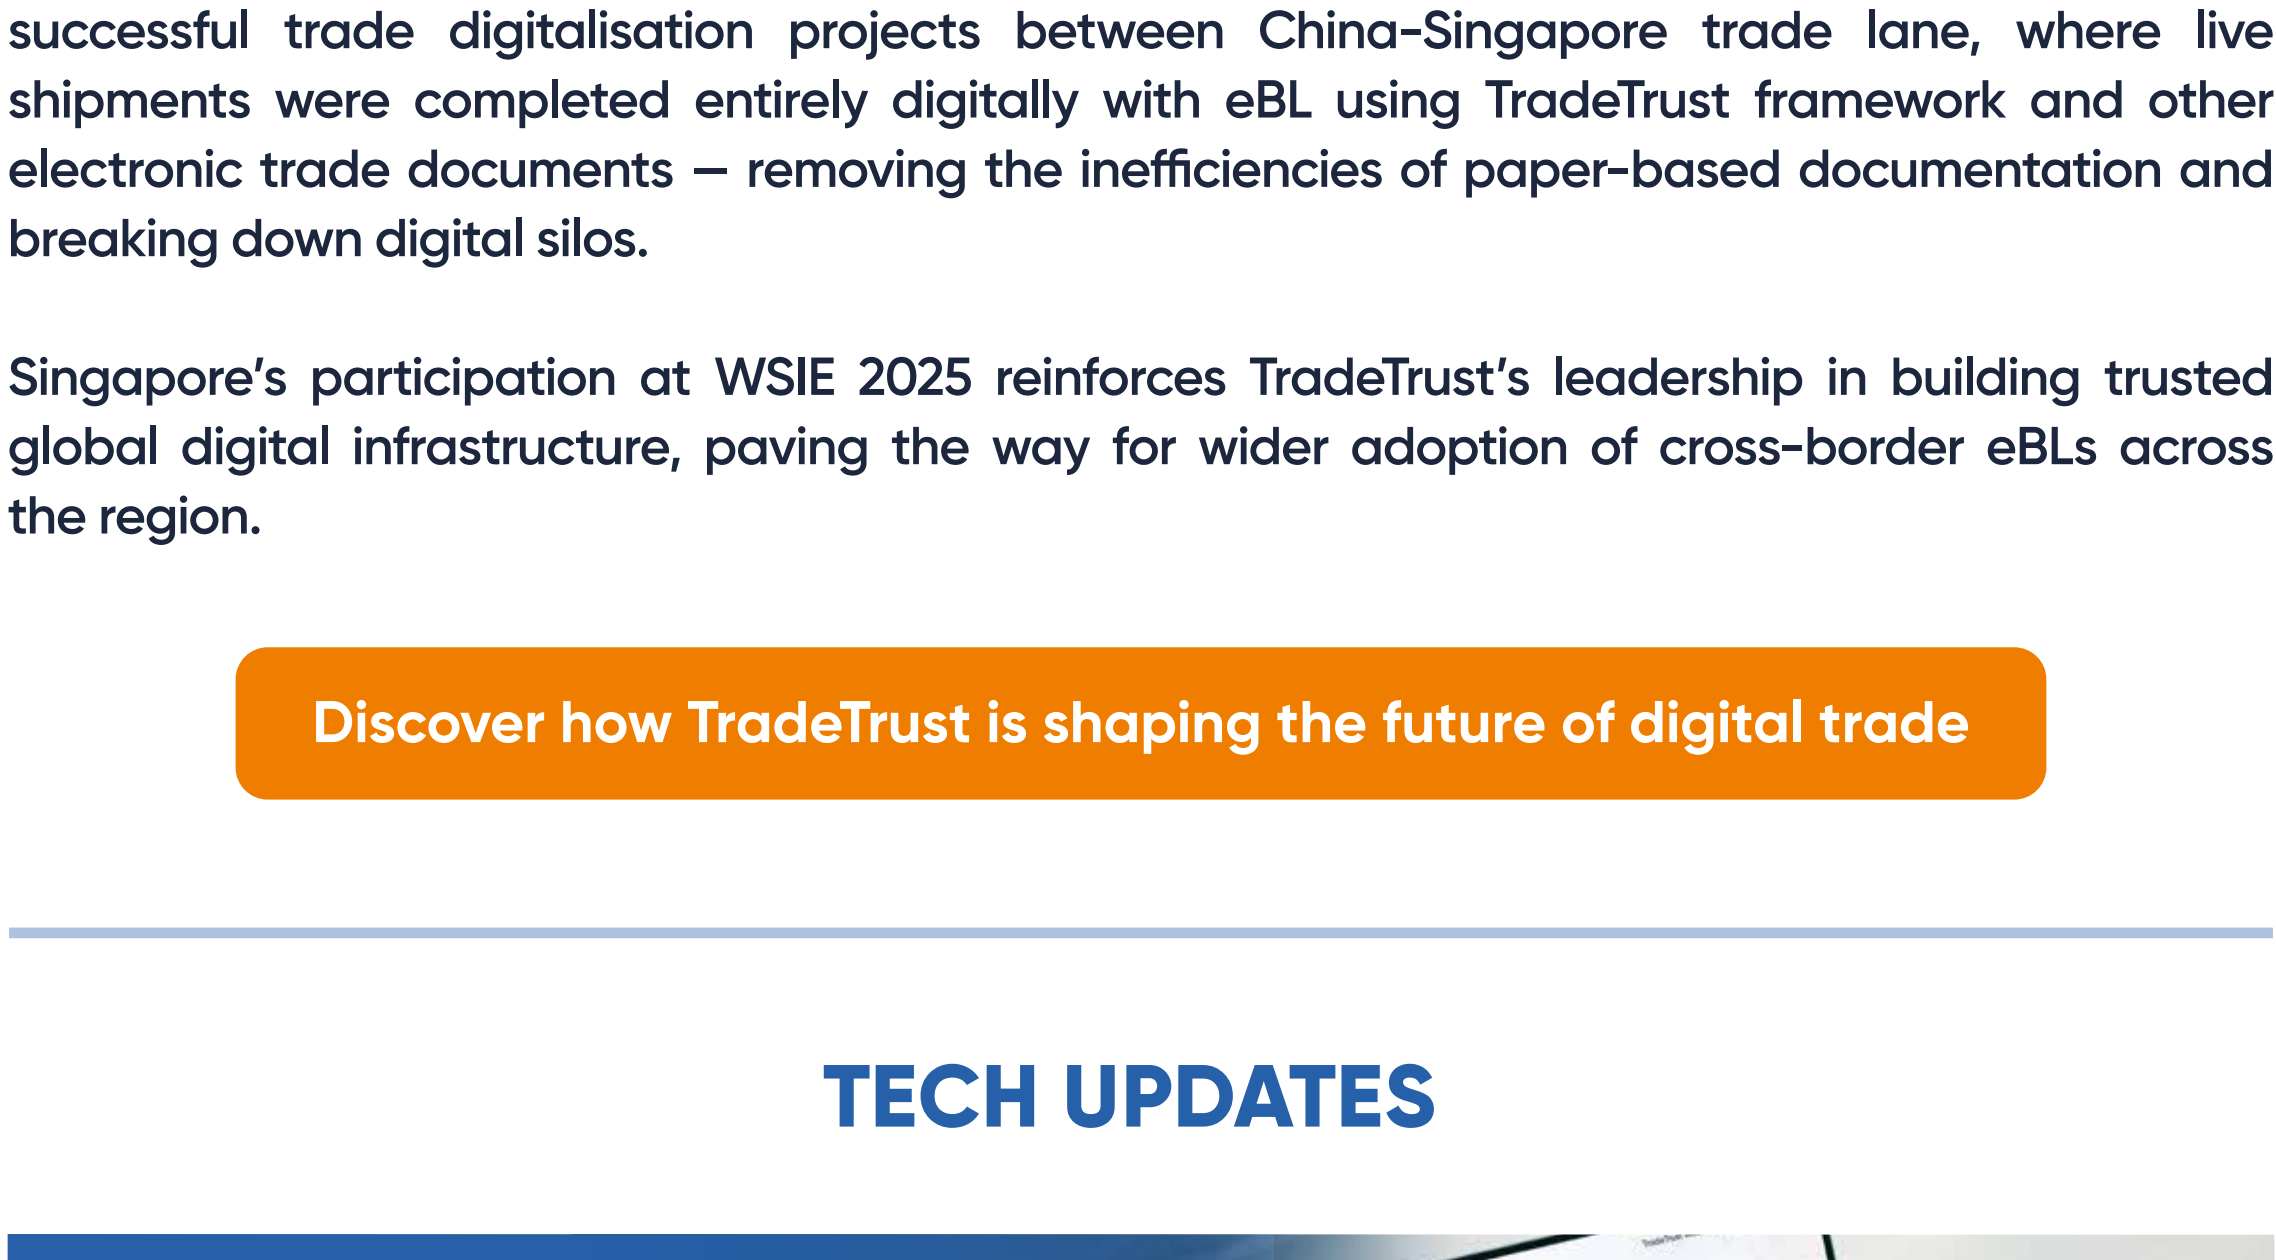 successful trade digitalisation projects between China-Singapore trade lane, where live
shipments were completed entirely digitally with eBL using TradeTrust framework and other
electronic trade documents — removing the inefficiencies of paper-based documentation and
breaking down digital silos.
Singapore’s participation at WSIE 2025 reinforces TradeTrust’s leadership in building trusted
global digital infrastructure, paving the way for wider adoption of cross-border eBLs across
the region.
Discover how TradeTrust is shaping the future of digital trade
TECH UPDATES